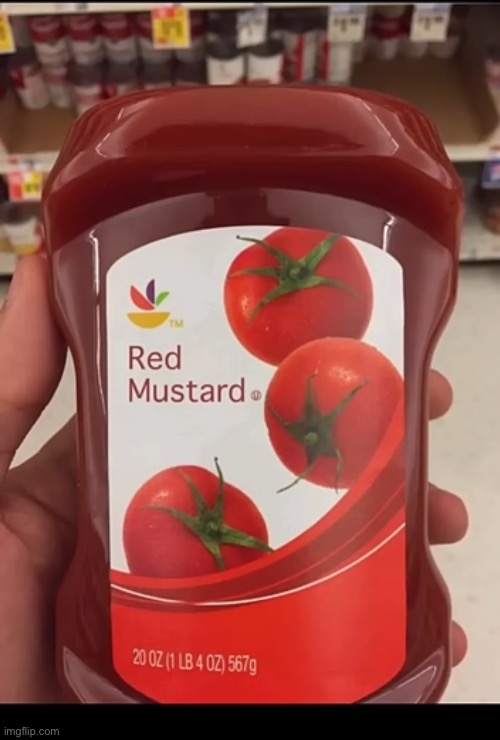 TM
Red
Mustard
20 OZ (1 LB 4 OZ) 567g
imgflip.com